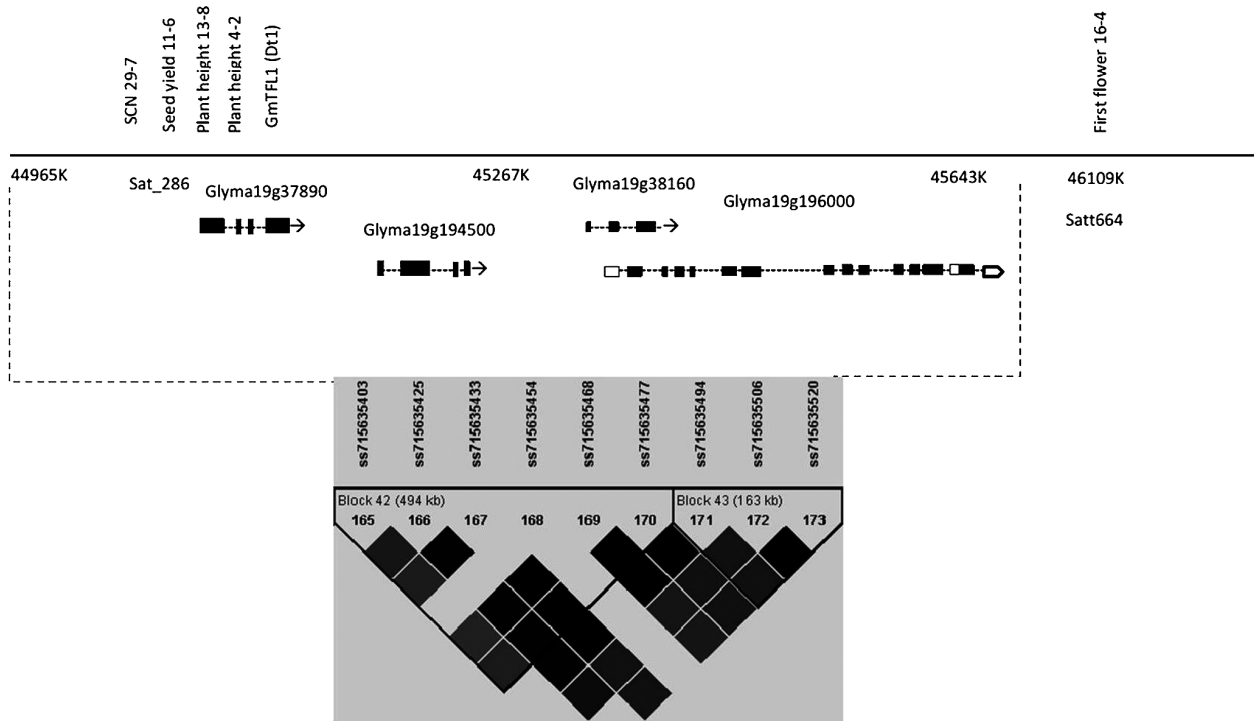 SCN 29-7
Seed yield 11-6
Plant height 13-8
Plant height 4-2
GmTFL1 (Dt1)
First flower 16-4
44965K
45267K
45643K
46109K
Sat_286
Glyma19g37890
Glyma19g38160
Glyma19g196000
Satt664
Glyma19g194500
ss715635403
ss715635425
ss715635433
ss715635454
ss715635468
ss715635477
ss715635494
ss715635506
ss715635520
Block 42 (494 kb)
Block 43 (163 kb)
165 166 167 168 169 170 171 172 173